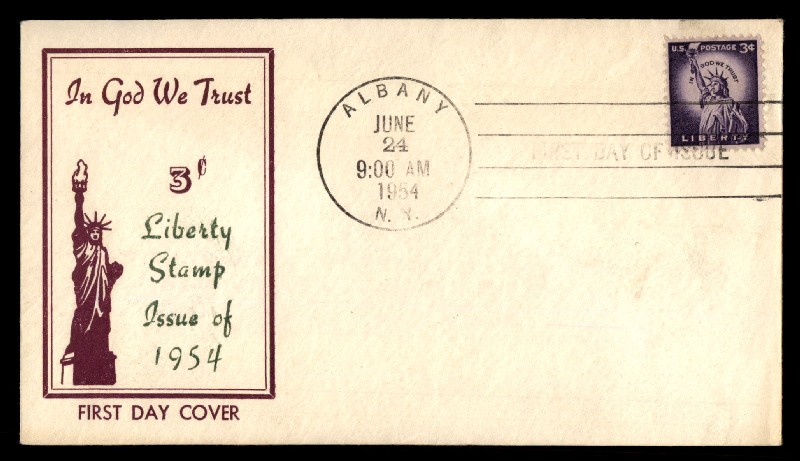 In God We Trust
3¢
Liberty
Stamp
Issue of
1954
FIRST DAY COVER
ALBANY
JUNE
24
9:00 AM
1954
N. Y.
FIRST DAY OF ISSUE
U.S. POSTAGE 3¢
IN GOD WE TRUST
LIBERTY